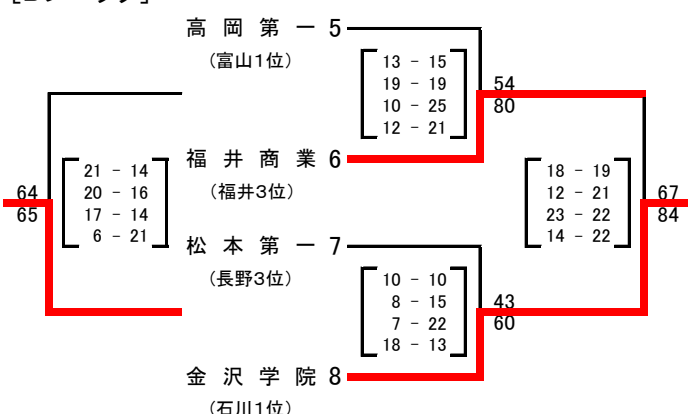 高岡第一 5
(富山1位)
13 - 15
19 - 19
10 - 25
12 - 21
54
80
福井商業 6
(福井3位)
21 - 14
20 - 16
17 - 14
6 - 21
64
65
18 - 19
12 - 21
23 - 22
14 - 22
67
84
松本第一 7
(長野3位)
10 - 10
8 - 15
7 - 22
18 - 13
43
60
金沢学院 8
(石川1位)